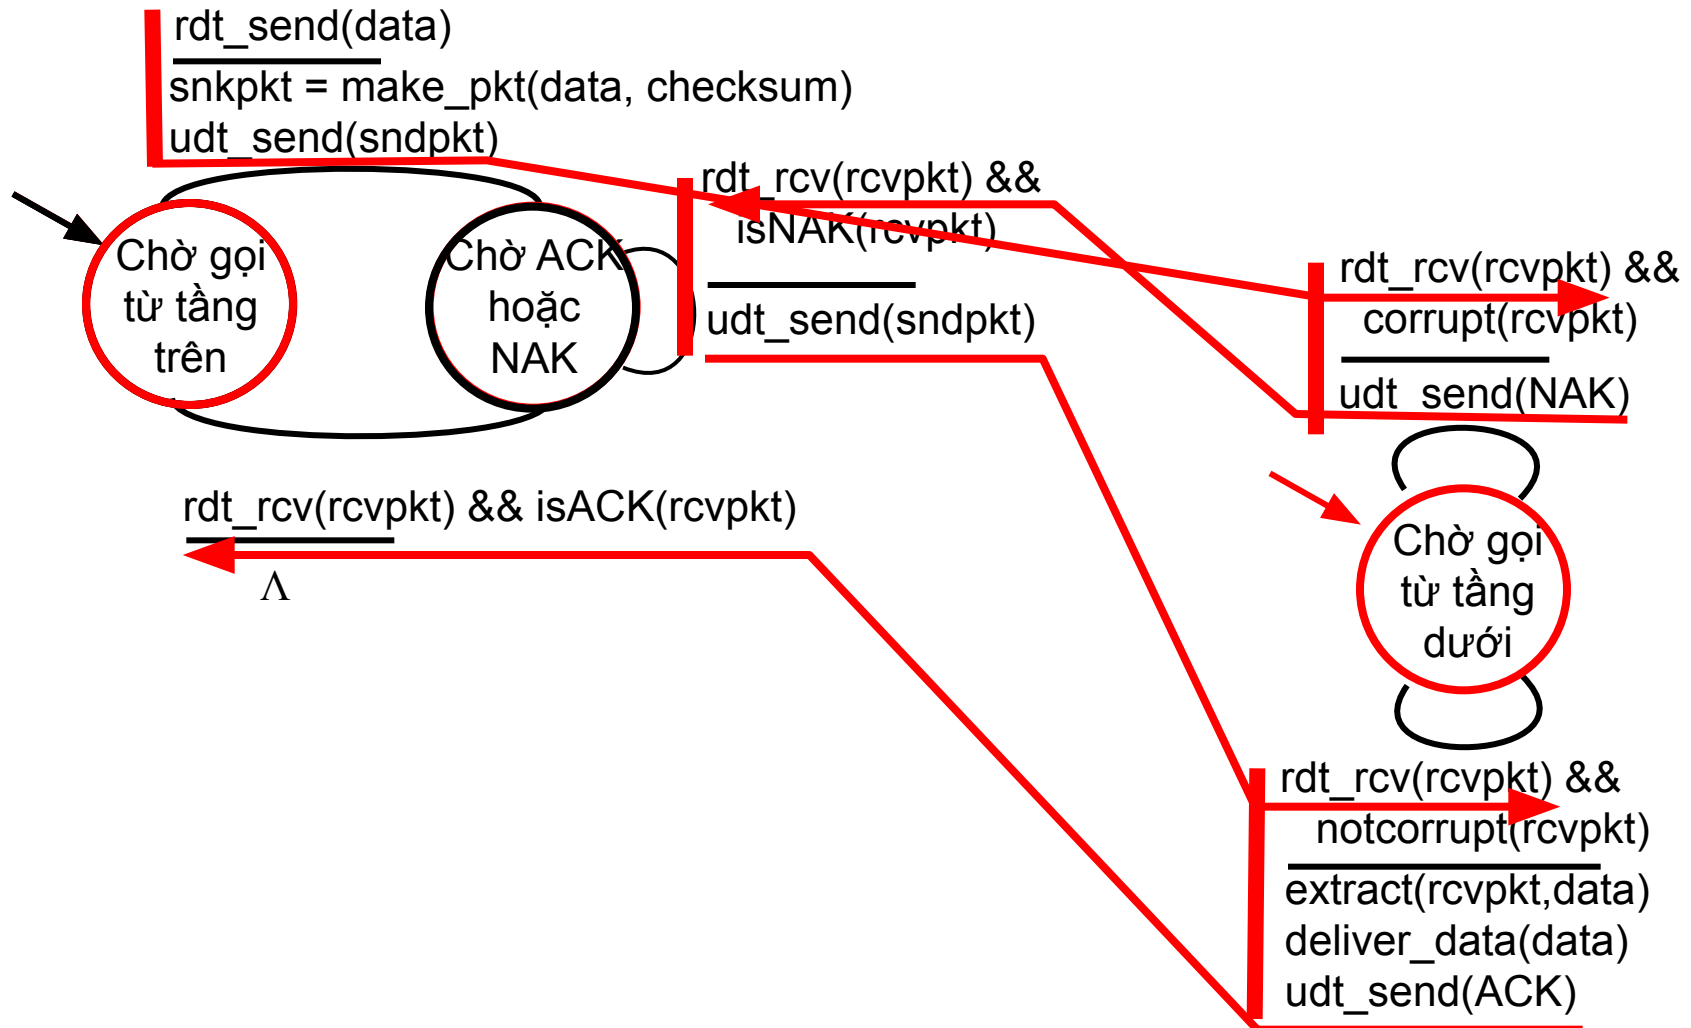 rdt_send(data)
snkpkt = make_pkt(data, checksum)
udt_send(sndpkt)
Chờ gọi
từ tầng
trên
Chờ ACK
hoặc
NAK
rdt_rcv(rcvpkt) &&
isNAK(rcvpkt)
udt_send(sndpkt)
rdt_rcv(rcvpkt) && isACK(rcvpkt)
Λ
rdt_rcv(rcvpkt) &&
corrupt(rcvpkt)
udt_send(NAK)
Chờ gọi
từ tầng
dưới
rdt_rcv(rcvpkt) &&
notcorrupt(rcvpkt)
extract(rcvpkt,data)
deliver_data(data)
udt_send(ACK)